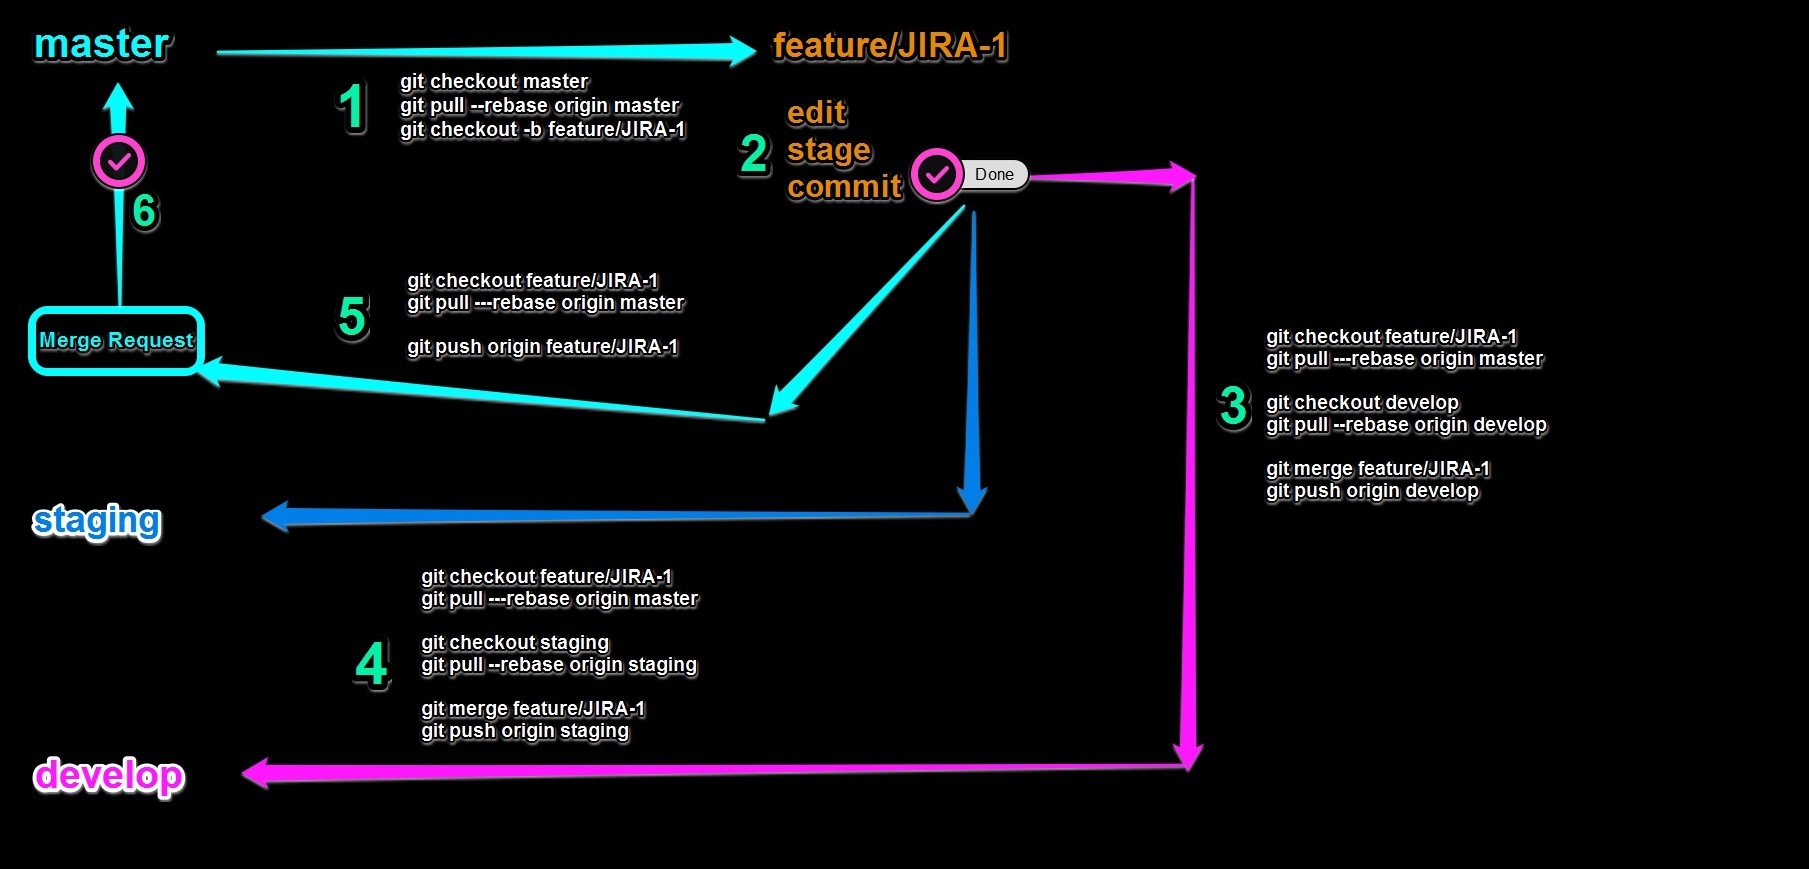 master
feature/JIRA-1
1
git checkout master
git pull --rebase origin master
git checkout -b feature/JIRA-1
2
edit
stage
commit
Done
6
Merge Request
5
git checkout feature/JIRA-1
git pull ---rebase origin master
git push origin feature/JIRA-1
3
git checkout feature/JIRA-1
git pull ---rebase origin master
git checkout develop
git pull --rebase origin develop
git merge feature/JIRA-1
git push origin develop
staging
4
git checkout feature/JIRA-1
git pull ---rebase origin master
git checkout staging
git pull --rebase origin staging
git merge feature/JIRA-1
git push origin staging
develop